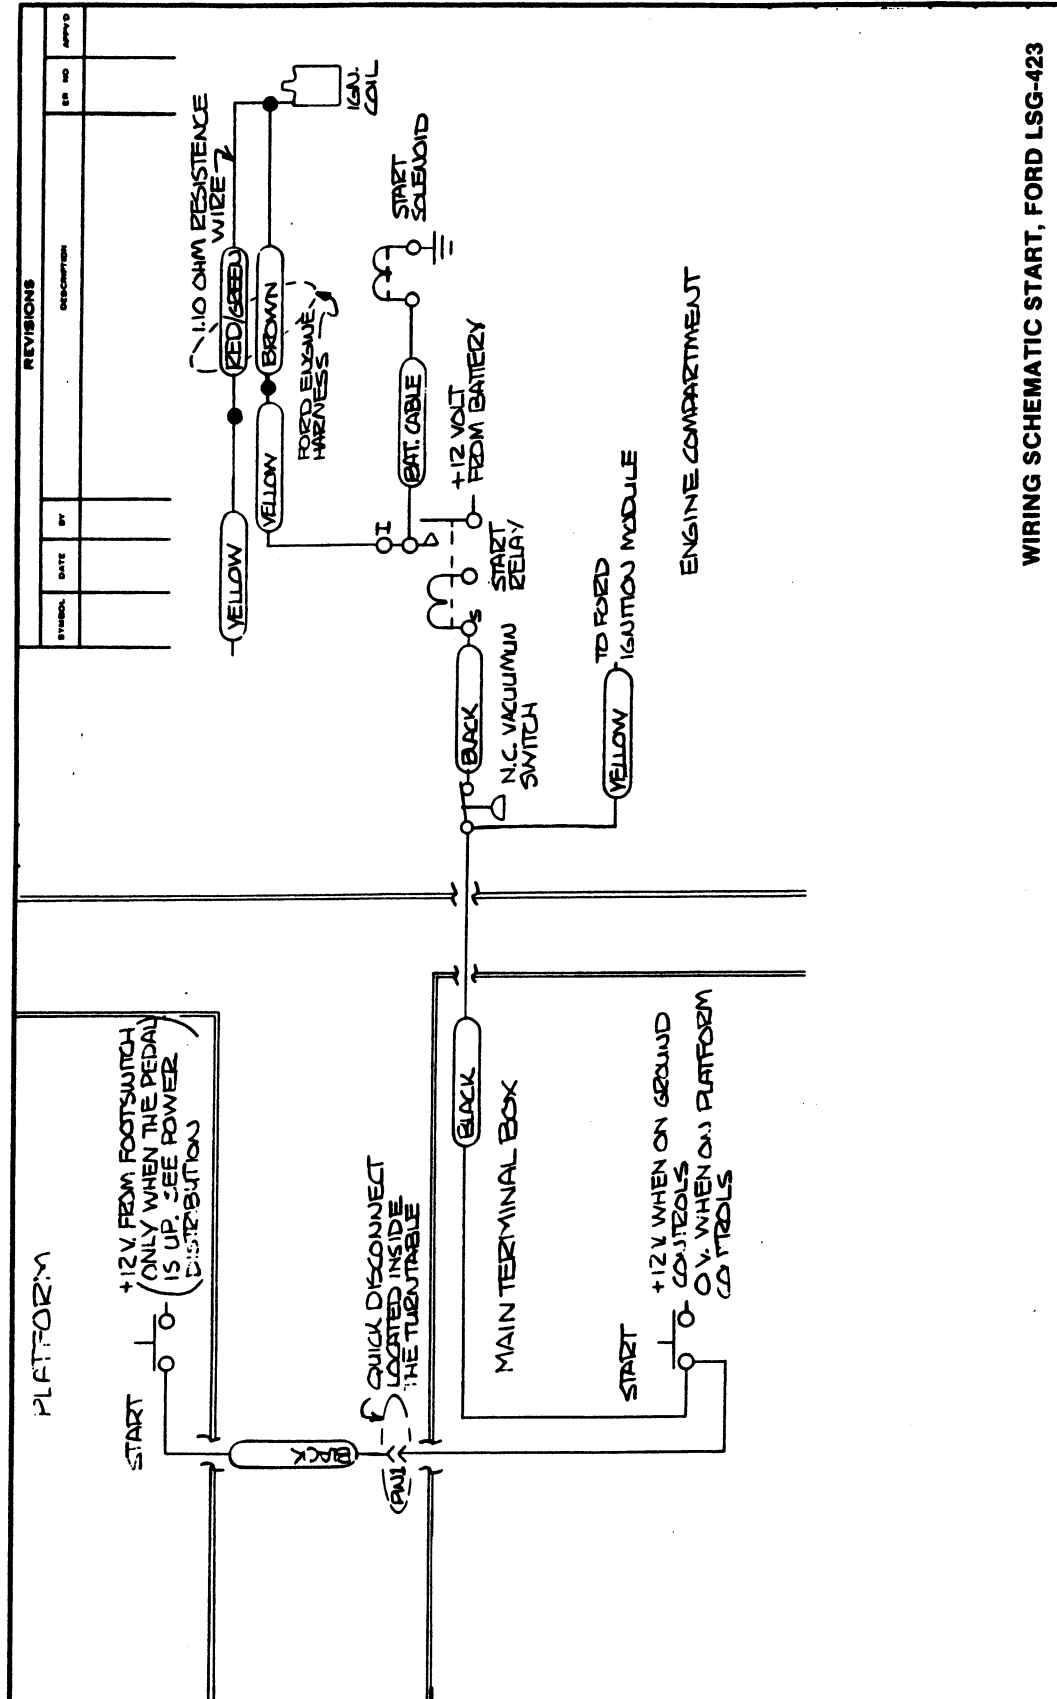 REVISIONS
SYMBOL
DATE
BY
DESCRIPTION
ER NO
APPV'D
PLATFORM
START
+12 V. FROM FOOTSWITCH
(ONLY WHEN THE PEDAL
IS UP. SEE POWER
DISTRIBUTION)
BLACK
(PIN1)
QUICK DISCONNECT
LOCATED INSIDE
THE TURNTABLE
MAIN TERMINAL BOX
BLACK
START
+12 V. WHEN ON GROUND
CONTROLS
0 V. WHEN ON PLATFORM
CONTROLS
YELLOW
RED/GREEN
1.10 OHM RESISTENCE
WIRE
YELLOW
BROWN
FORD ENGINE
HARNESS
IGN.
COIL
I
BAT. CABLE
START
SOLENOID
+12 VOLT
FROM BATTERY
START
RELAY
S
BLACK
N.C. VACUUMUN
SWITCH
YELLOW
TO FORD
IGNITION MODULE
ENGINE COMPARTMENT
WIRING SCHEMATIC START, FORD LSG-423